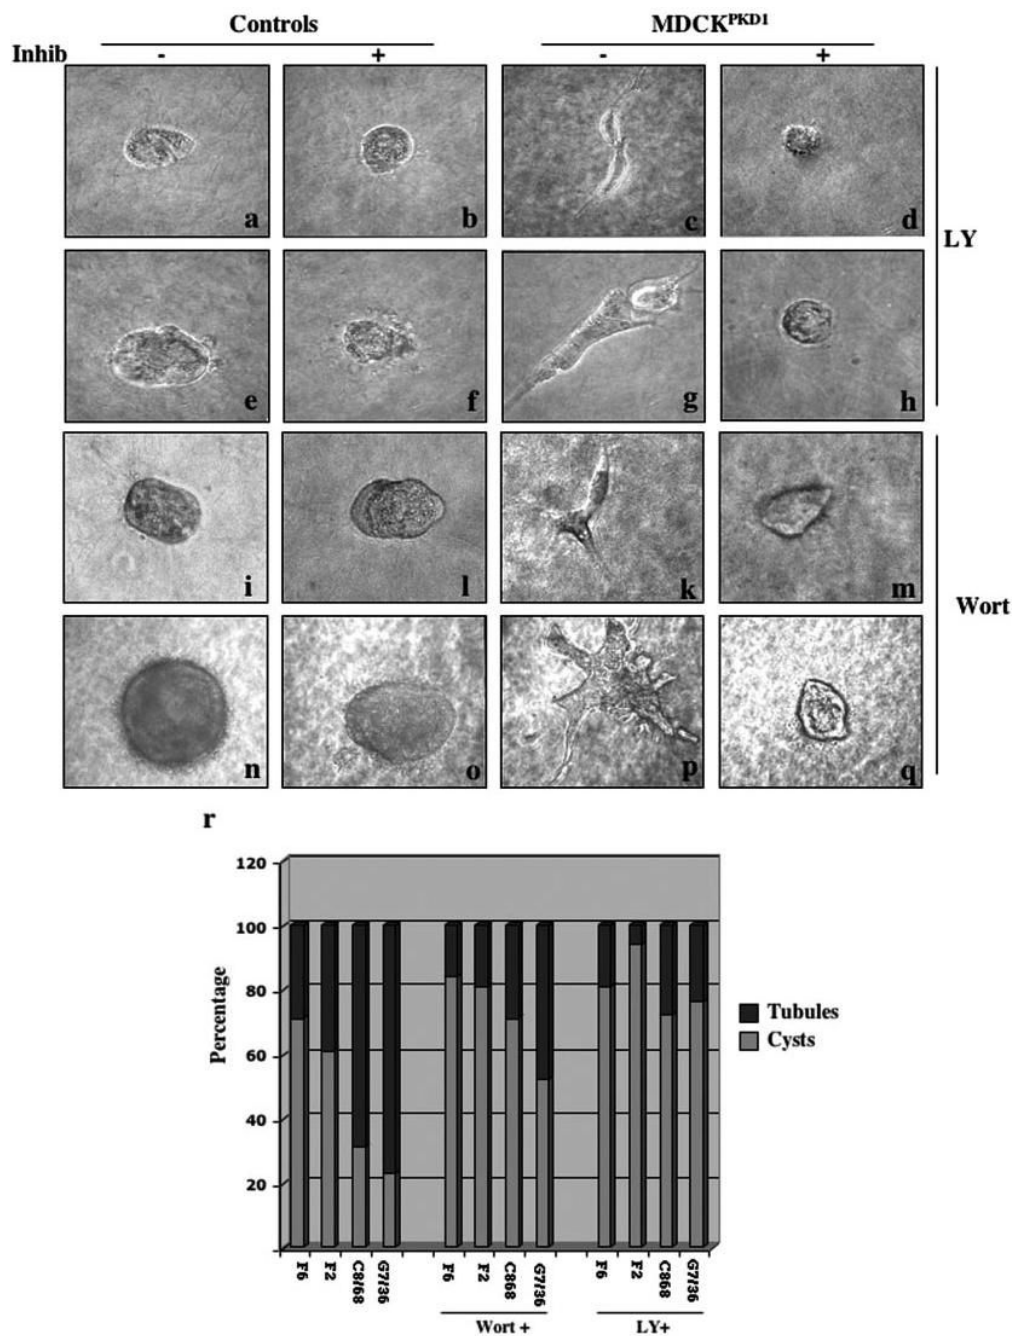 Controls MDCKPKD1
Inhib - + - +
a b c d
LY
e f g h
i l k m
Wort
n o p q
r
120
100
80
60
40
20
Percentage
Tubules
Cysts
F6 F2 C8/68 G7/36 F6 F2 C868 G7/36 F6 F2 C868 G7/36
Wort + LY+